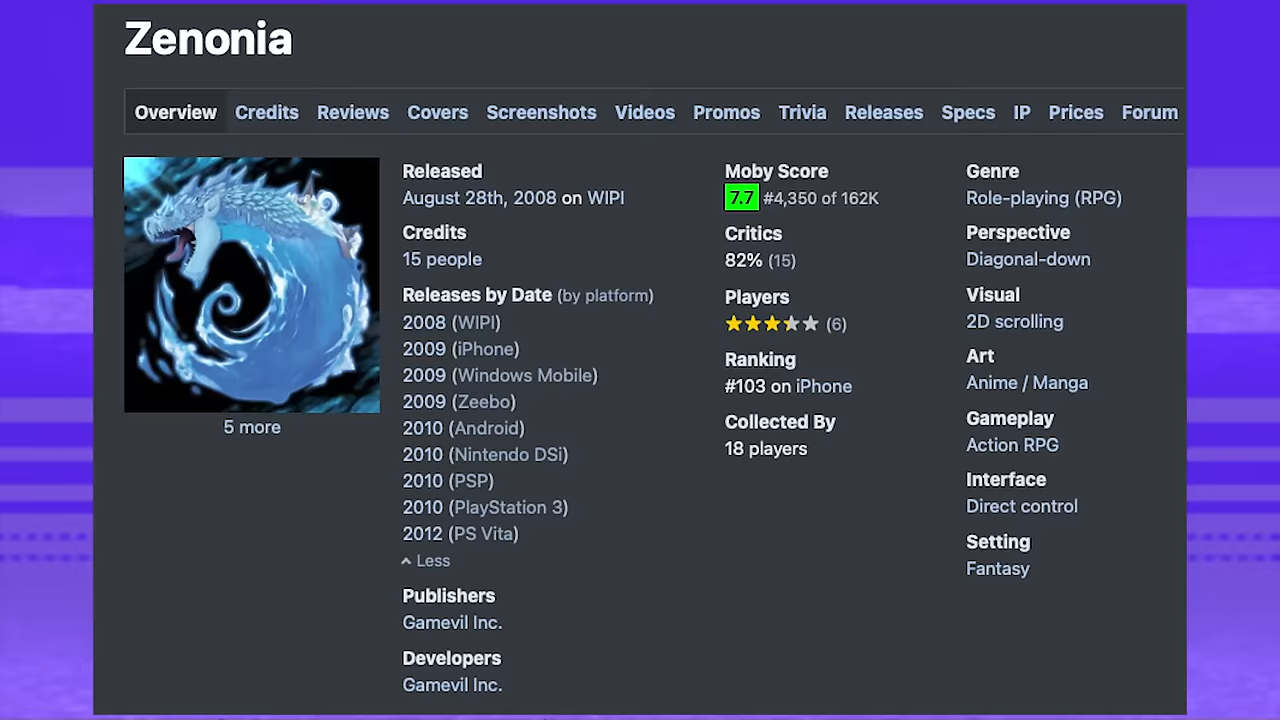 Zenonia
Overview Credits Reviews Covers Screenshots Videos Promos Trivia Releases Specs IP Prices Forum
5 more
Released
August 28th, 2008 on WIPI
Credits
15 people
Releases by Date (by platform)
2008 (WIPI)
2009 (iPhone)
2009 (Windows Mobile)
2009 (Zeebo)
2010 (Android)
2010 (Nintendo DSi)
2010 (PSP)
2010 (PlayStation 3)
2012 (PS Vita)
Less
Publishers
Gamevil Inc.
Developers
Gamevil Inc.
Moby Score
7.7 #4,350 of 162K
Critics
82% (15)
Players
(6)
Ranking
#103 on iPhone
Collected By
18 players
Genre
Role-playing (RPG)
Perspective
Diagonal-down
Visual
2D scrolling
Art
Anime / Manga
Gameplay
Action RPG
Interface
Direct control
Setting
Fantasy